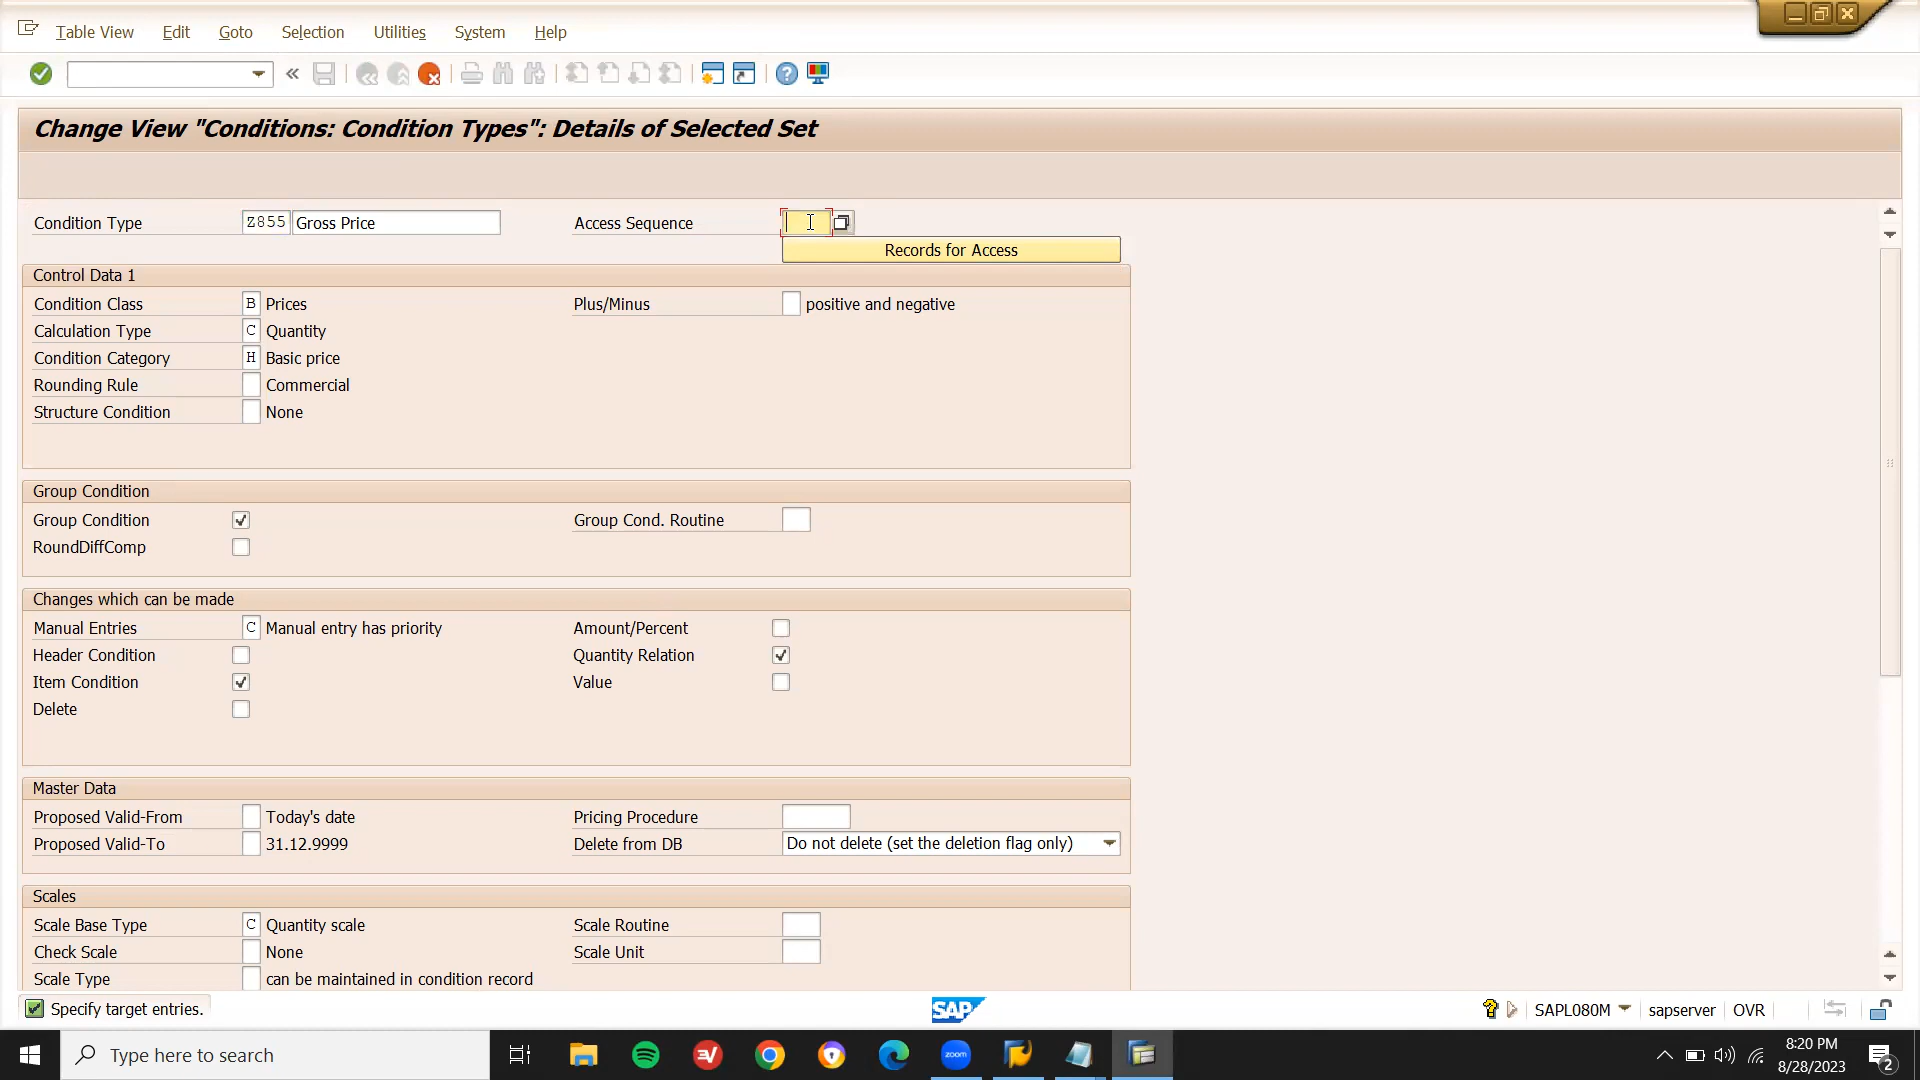 Table View Edit Goto Selection Utilities System Help
Change View "Conditions: Condition Types": Details of Selected Set
Condition Type Z855 Gross Price Access Sequence
Records for Access
Control Data 1
Condition Class B Prices Plus/Minus positive and negative
Calculation Type C Quantity
Condition Category H Basic price
Rounding Rule Commercial
Structure Condition None
Group Condition
Group Condition Group Cond. Routine
RoundDiffComp
Changes which can be made
Manual Entries C Manual entry has priority Amount/Percent
Header Condition Quantity Relation
Item Condition Value
Delete
Master Data
Proposed Valid-From Today's date Pricing Procedure
Proposed Valid-To 31.12.9999 Delete from DB Do not delete (set the deletion flag only)
Scales
Scale Base Type C Quantity scale Scale Routine
Check Scale None Scale Unit
Scale Type can be maintained in condition record
Specify target entries. SAP SAPL080M sapserver OVR
Type here to search zoom 8:20 PM
8/28/2023 2